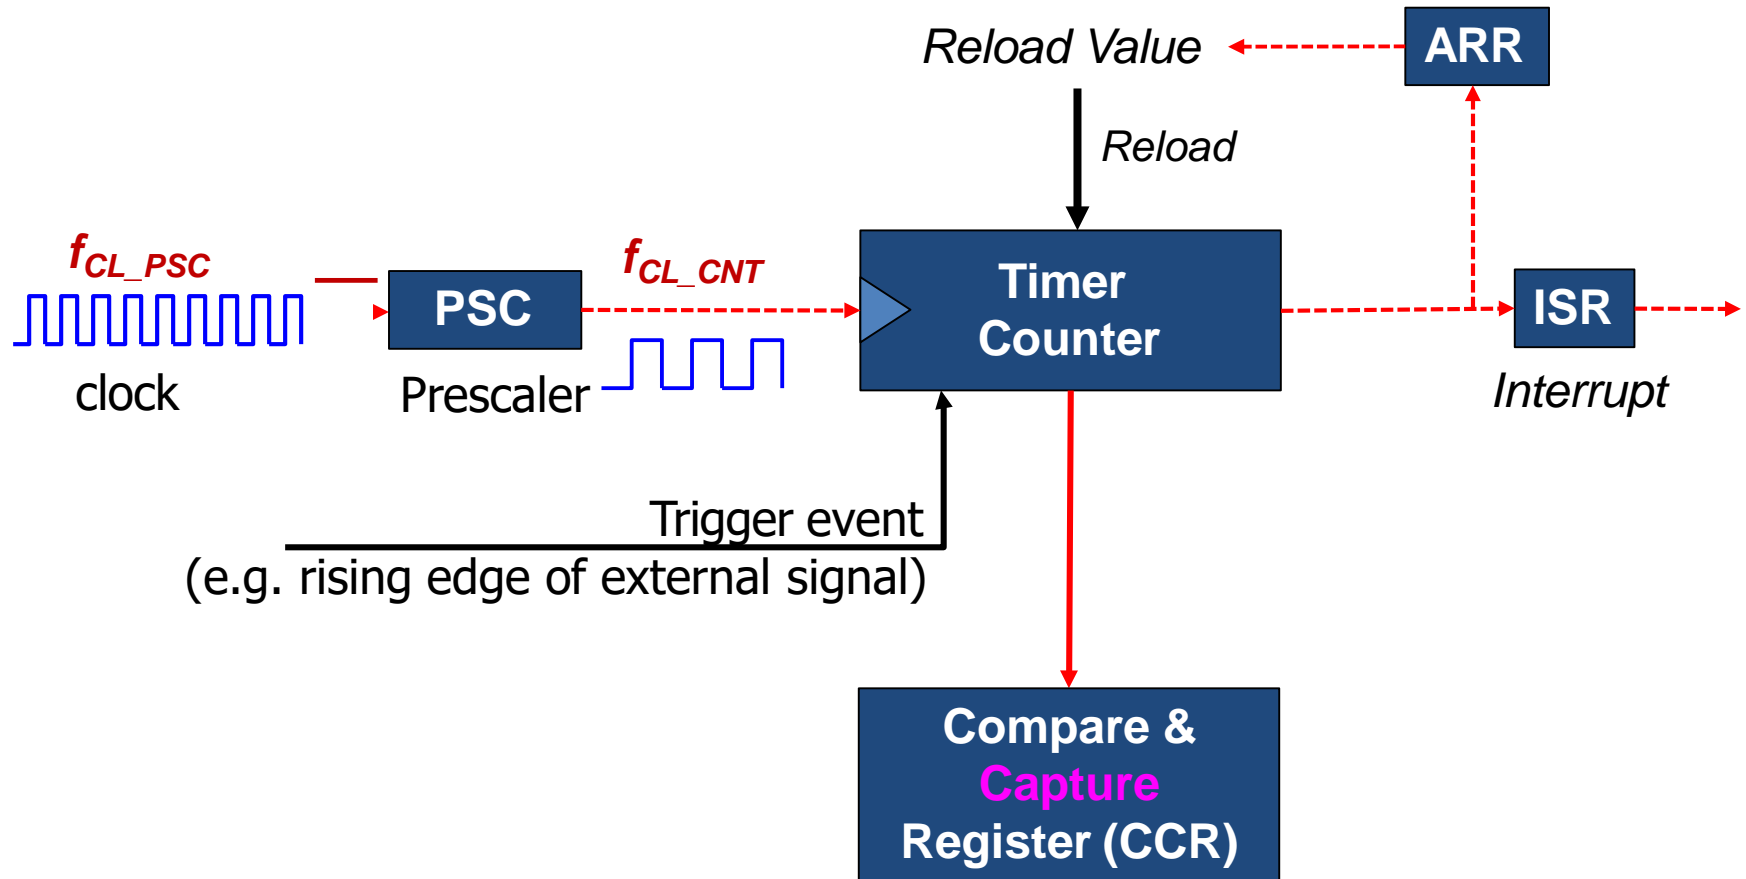 Reload Value
ARR
Reload
f_CL_PSC
PSC
f_CL_CNT
Timer
Counter
ISR
clock
Prescaler
Interrupt
Trigger event
(e.g. rising edge of external signal)
Compare &
Capture
Register (CCR)